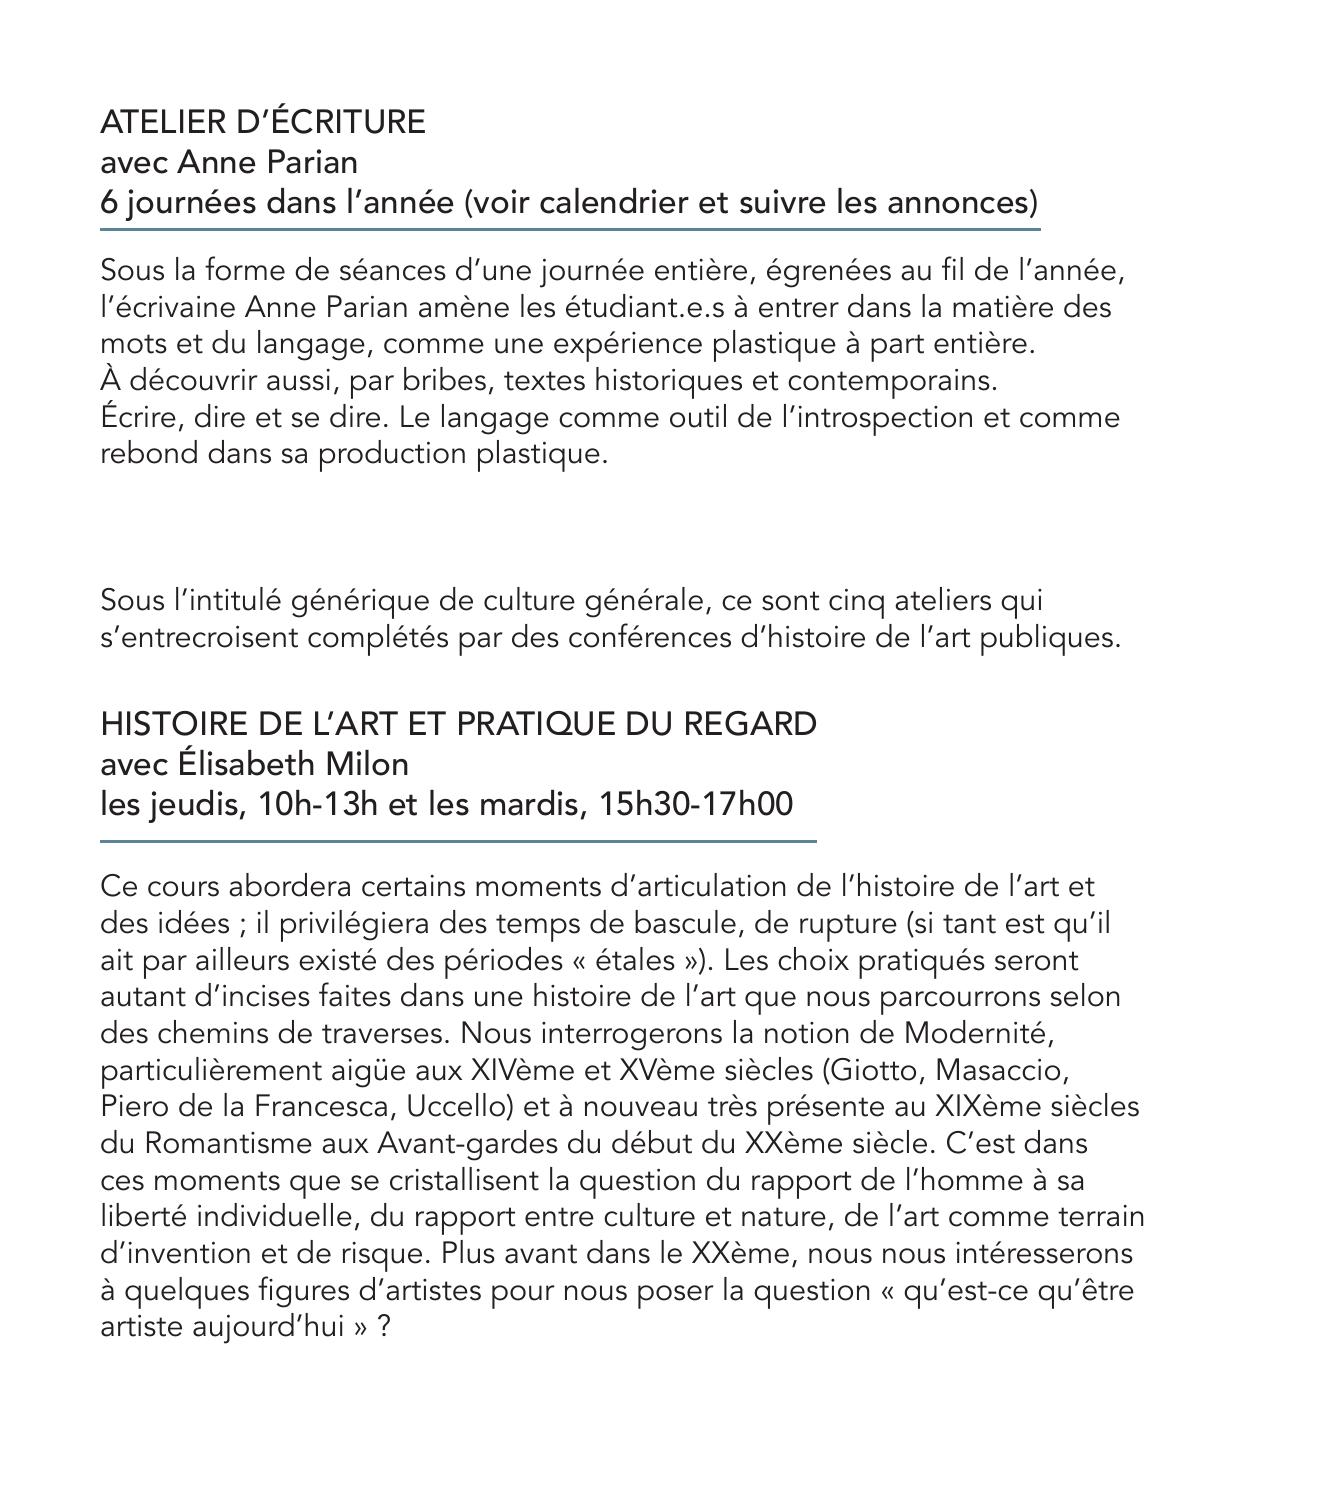 ATELIER D’ÉCRITURE
avec Anne Parian
6 journées dans l’année (voir calendrier et suivre les annonces)
Sous la forme de séances d’une journée entière, égrenées au fil de l’année,
l’écrivaine Anne Parian amène les étudiant.e.s à entrer dans la matière des
mots et du langage, comme une expérience plastique à part entière.
À découvrir aussi, par bribes, textes historiques et contemporains.
Écrire, dire et se dire. Le langage comme outil de l’introspection et comme
rebond dans sa production plastique.
Sous l’intitulé générique de culture générale, ce sont cinq ateliers qui
s’entrecroisent complétés par des conférences d’histoire de l’art publiques.
HISTOIRE DE L’ART ET PRATIQUE DU REGARD
avec Élisabeth Milon
les jeudis, 10h-13h et les mardis, 15h30-17h00
Ce cours abordera certains moments d’articulation de l’histoire de l’art et
des idées ; il privilégiera des temps de bascule, de rupture (si tant est qu’il
ait par ailleurs existé des périodes « étales »). Les choix pratiqués seront
autant d’incises faites dans une histoire de l’art que nous parcourrons selon
des chemins de traverses. Nous interrogerons la notion de Modernité,
particulièrement aigüe aux XIVème et XVème siècles (Giotto, Masaccio,
Piero de la Francesca, Uccello) et à nouveau très présente au XIXème siècles
du Romantisme aux Avant-gardes du début du XXème siècle. C’est dans
ces moments que se cristallisent la question du rapport de l’homme à sa
liberté individuelle, du rapport entre culture et nature, de l’art comme terrain
d’invention et de risque. Plus avant dans le XXème, nous nous intéresserons
à quelques figures d’artistes pour nous poser la question « qu’est-ce qu’être
artiste aujourd’hui » ?